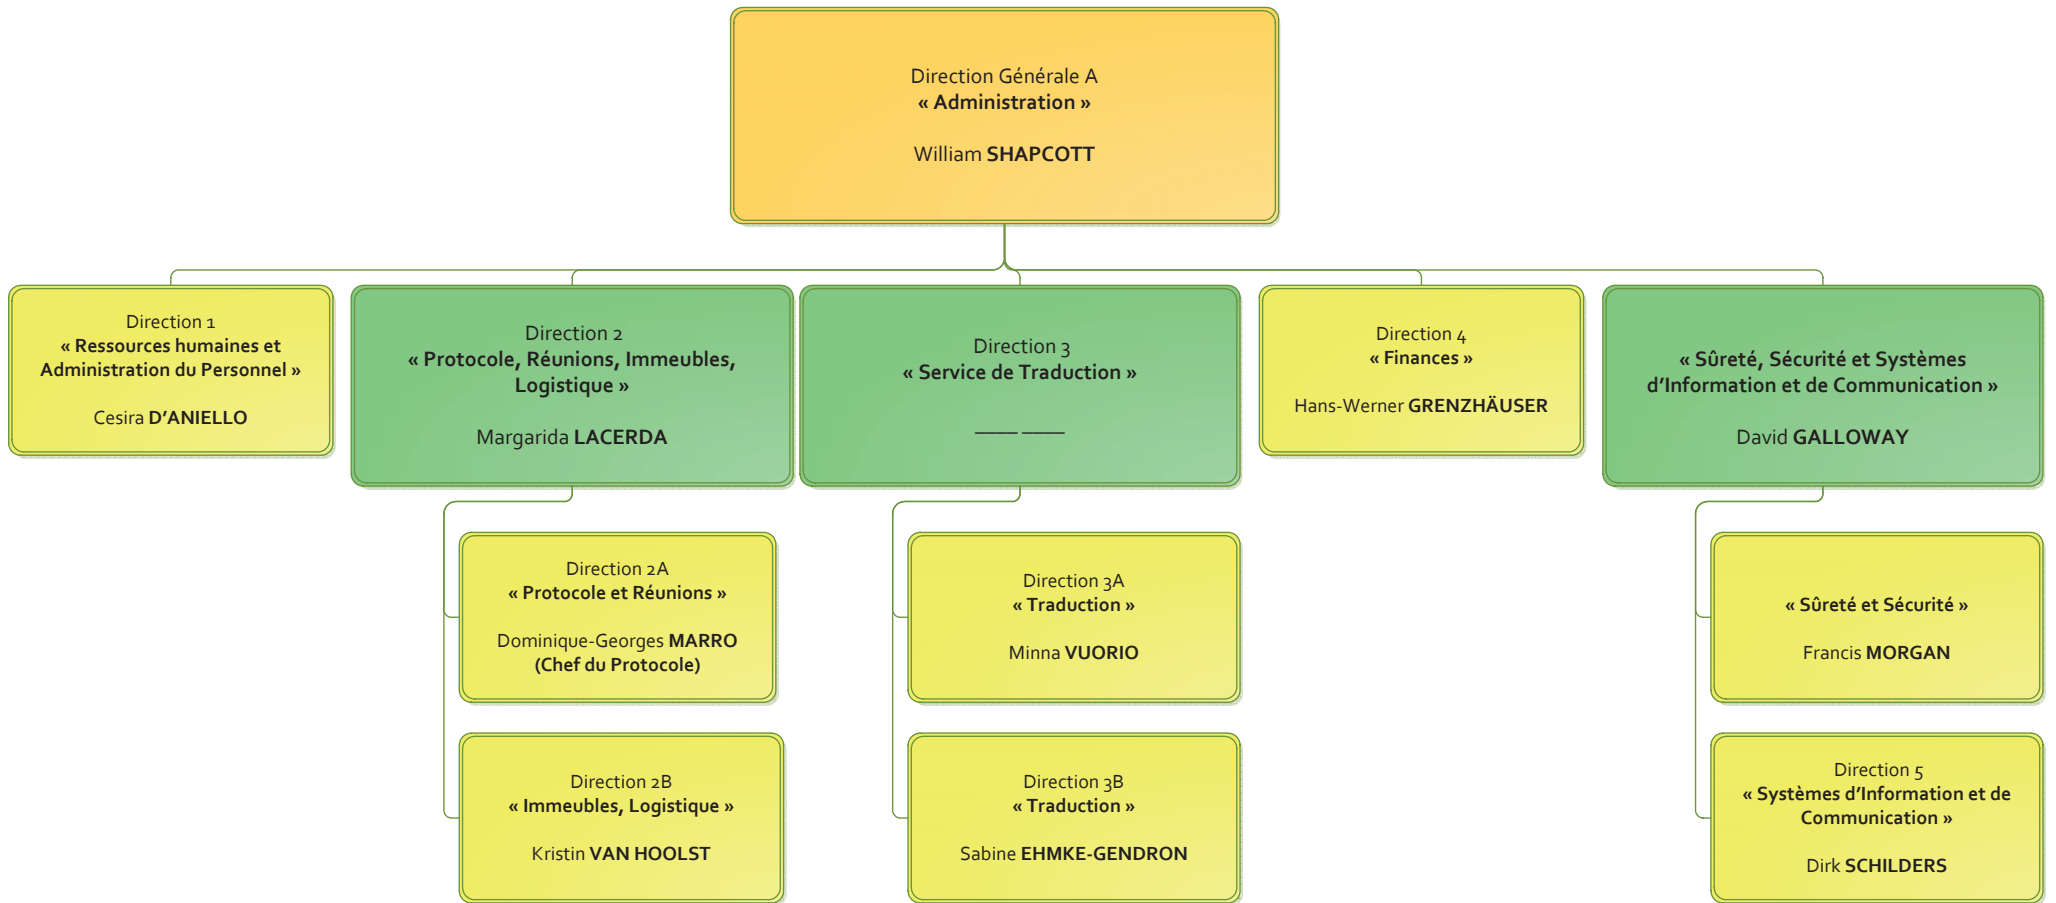 Direction Générale A
« Administration »
William SHAPCOTT
Direction 1
« Ressources humaines et
Administration du Personnel »
Cesira D’ANIELLO
Direction 2
« Protocole, Réunions, Immeubles,
Logistique »
Margarida LACERDA
Direction 2A
« Protocole et Réunions »
Dominique-Georges MARRO
(Chef du Protocole)
Direction 2B
« Immeubles, Logistique »
Kristin VAN HOOLST
Direction 3
« Service de Traduction »
____ ____
Direction 3A
« Traduction »
Minna VUORIO
Direction 3B
« Traduction »
Sabine EHMKE-GENDRON
Direction 4
« Finances »
Hans-Werner GRENZHÄUSER
« Sûreté, Sécurité et Systèmes
d’Information et de Communication »
David GALLOWAY
« Sûreté et Sécurité »
Francis MORGAN
Direction 5
« Systèmes d’Information et de
Communication »
Dirk SCHILDERS